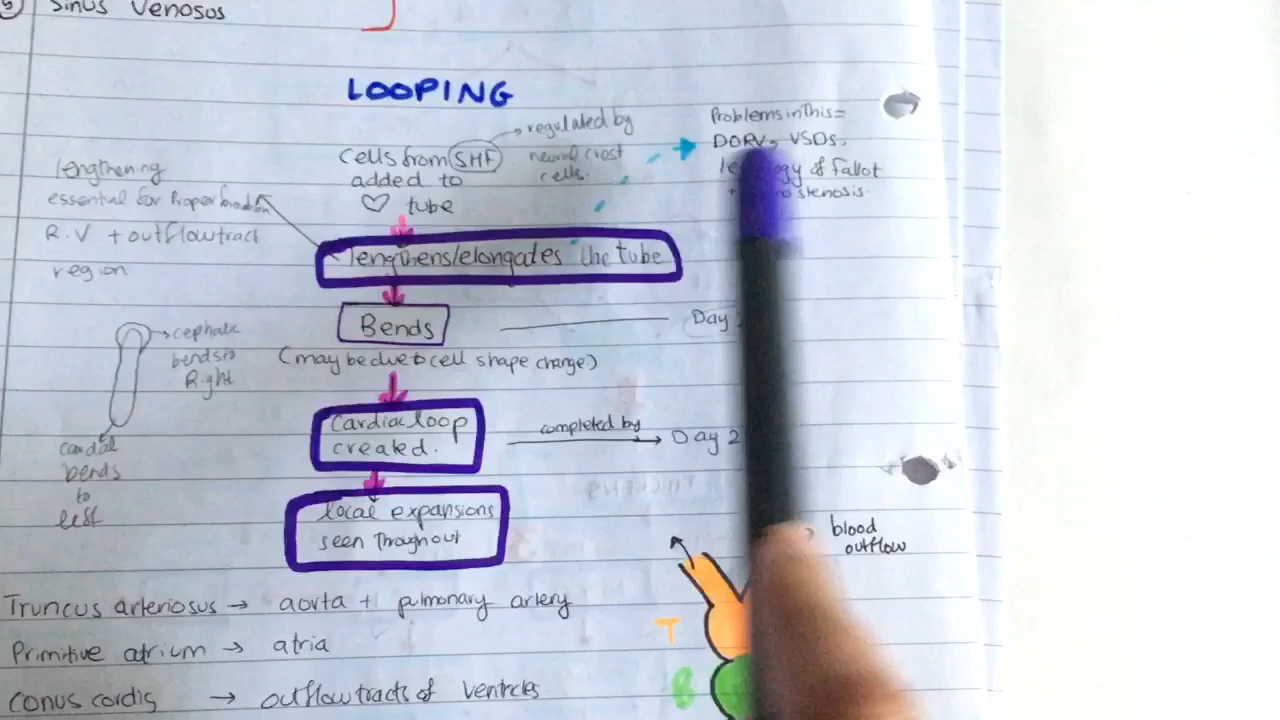 5 Sinus Venosus
LOOPING
Problems in this =
DORV, VSDs,
of fallot
stenosis.
regulated by
neural crest
cells.
Cells from SHF
added to
♡ tube
lengthening
essential for proper formation
R.V + outflow tract
region
lengthens/elongates the tube
Bends
Day
(may be due to cell shape change)
cephalic
bends to
Right
caudal
bends
to
left
Cardiac loop
created.
completed by
Day 2
local expansions
seen throughout
blood
outflow
Truncus arteriosus → aorta + pulmonary artery
T
Primitive atrium → atria
B
Conus cordis → outflow tracts of ventricles